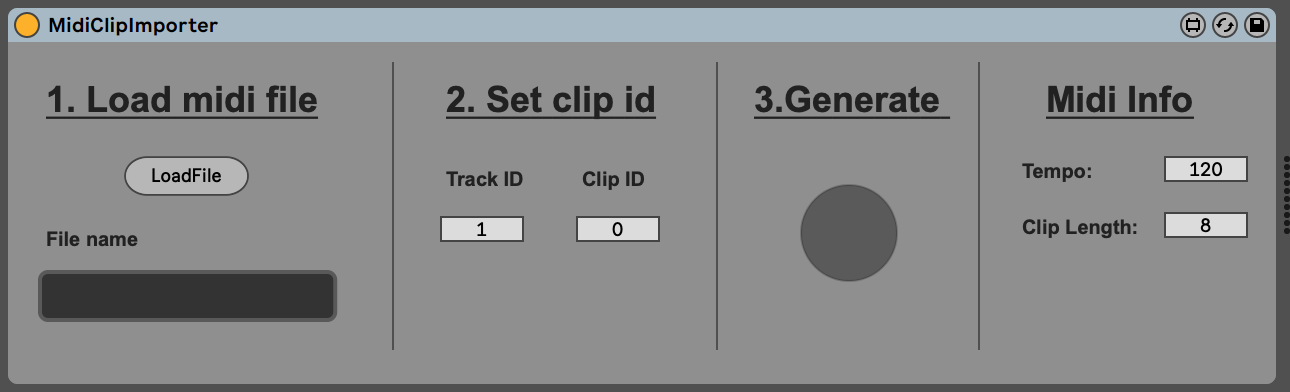 MidiClipImporter
1. Load midi file
LoadFile
File name
2. Set clip id
Track ID Clip ID
1 0
3.Generate
Midi Info
Tempo: 120
Clip Length: 8